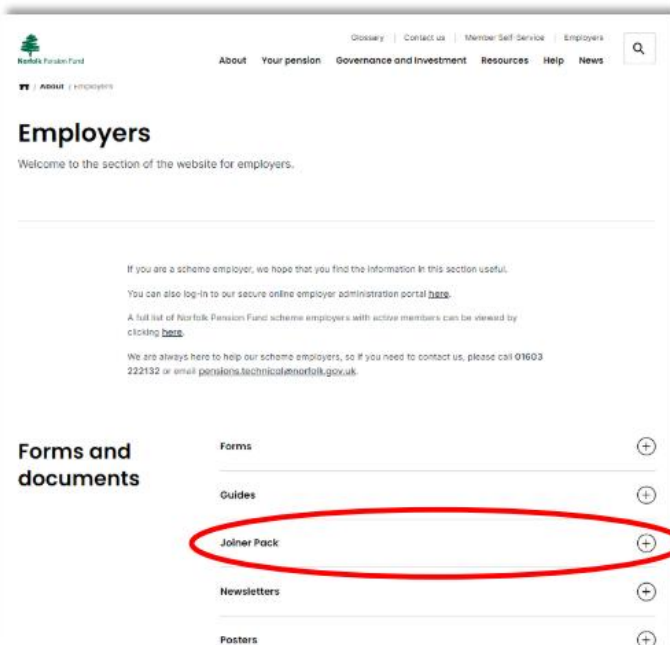 Glossary | Contact us | Member Self-Service | Employers
Norfolk Pension Fund
About Your pension Governance and Investment Resources Help News
/ About / Employers
Employers
Welcome to the section of the website for employers.
If you are a scheme employer, we hope that you find the information in this section useful.
You can also log-in to our secure online employer administration portal here.
A full list of Norfolk Pension Fund scheme employers with active members can be viewed by
clicking here.
We are always here to help our scheme employers, so if you need to contact us, please call 01603
222132 or email pensions.technical@norfolk.gov.uk.
Forms and
documents
Forms
Guides
Joiner Pack
Newsletters
Posters